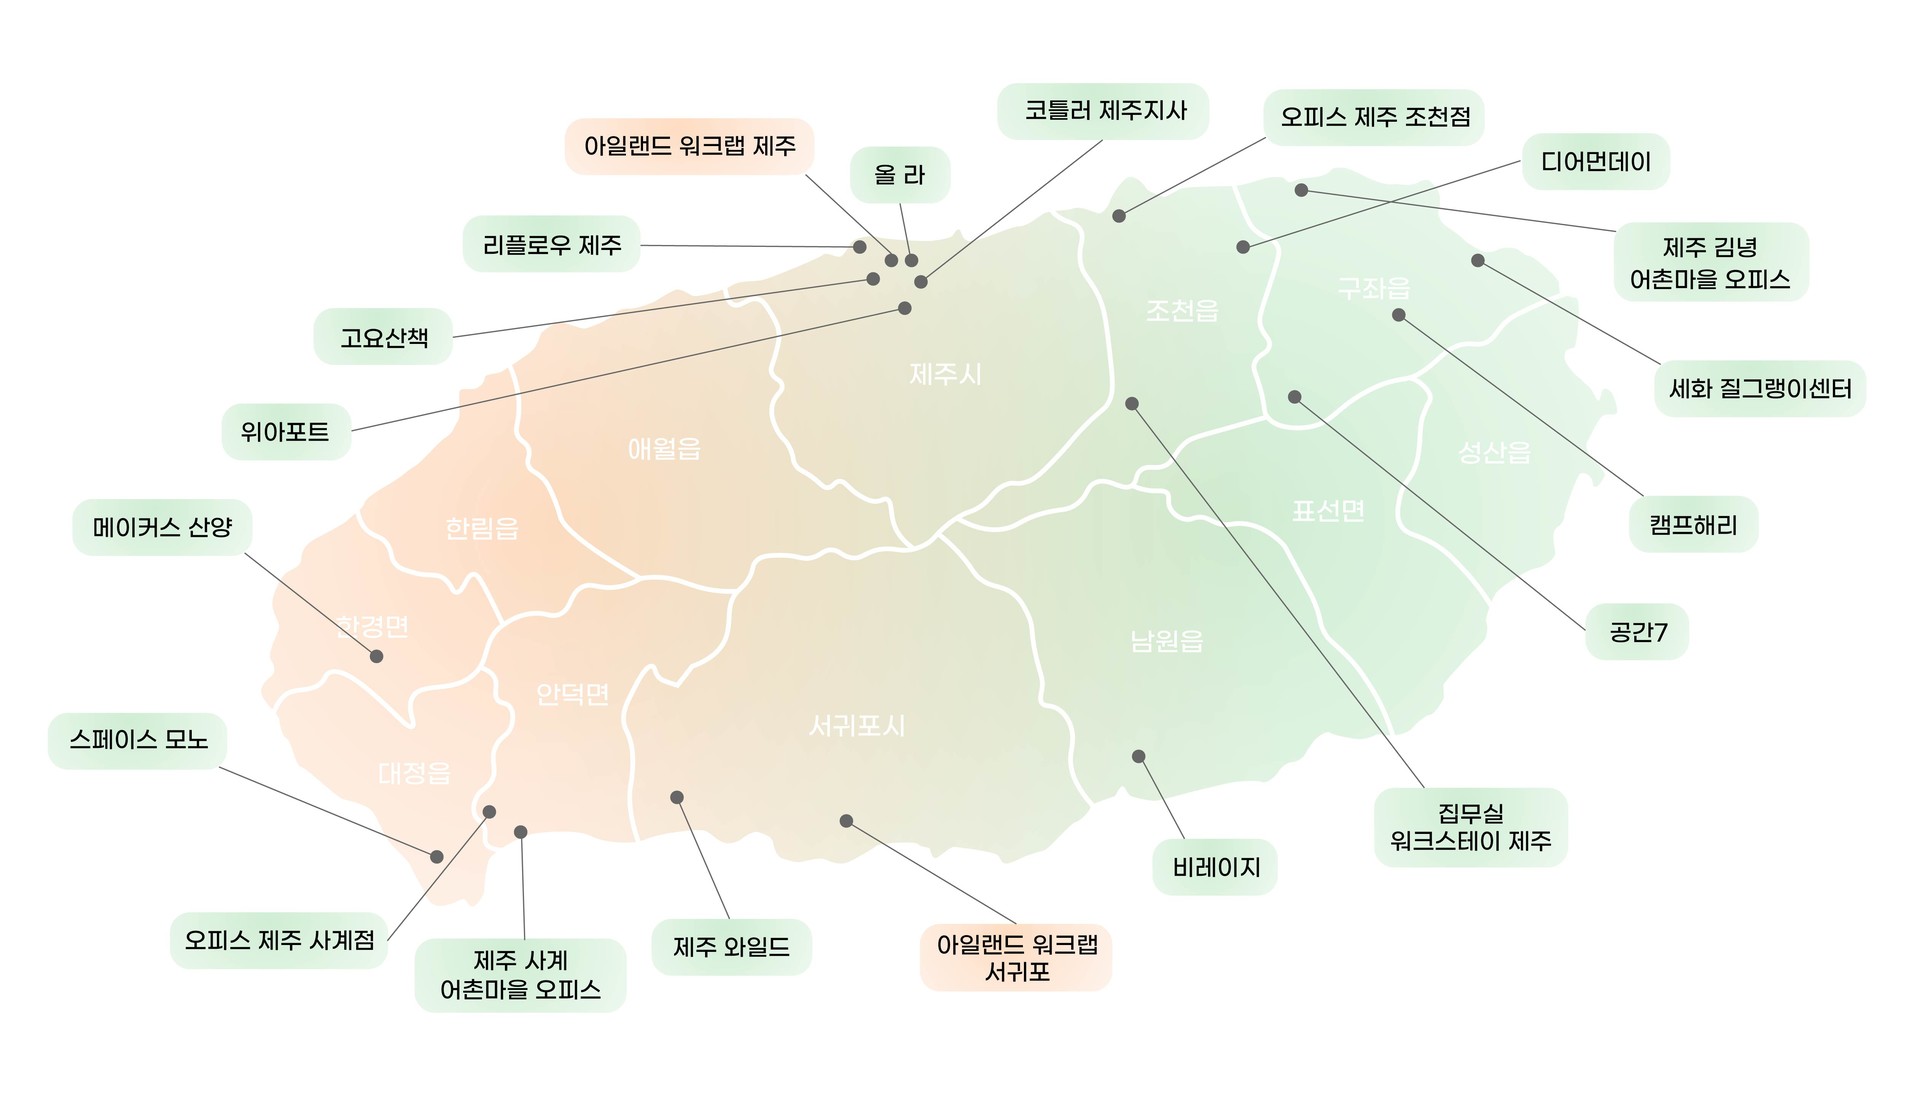 코틀러 제주지사
오피스 제주 조천점
아일랜드 워크랩 제주
올 라
디어먼데이
리플로우 제주
제주 김녕
어촌마을 오피스
구좌읍
조천읍
고요산책
제주시
세화 질그랭이센터
위아포트
애월읍
성산읍
표선면
메이커스 산양
한림읍
캠프해리
한경면
남원읍
공간7
안덕면
서귀포시
스페이스 모노
대정읍
집무실
워크스테이 제주
비레이지
오피스 제주 사계점
제주 사계
어촌마을 오피스
제주 와일드
아일랜드 워크랩
서귀포